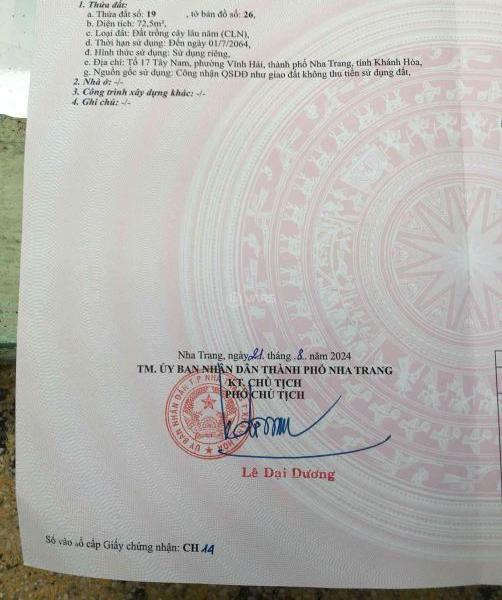 1. Thửa đất:
a. Thửa đất số: 19 , tờ bản đồ số: 26,
b. Diện tích: 72,5m²,
c. Loại đất: Đất trồng cây lâu năm (CLN),
d. Thời hạn sử dụng: Đến ngày 01/7/2064,
đ. Hình thức sử dụng: Sử dụng riêng,
e. Địa chỉ: Tổ 17 Tây Nam, phường Vĩnh Hải, thành phố Nha Trang, tỉnh Khánh Hòa,
g. Nguồn gốc sử dụng: Công nhận QSDĐ như giao đất không thu tiền sử dụng đất,
2. Nhà ở: -/-
3. Công trình xây dựng khác: -/-
4. Ghi chú: -/-
VARS
Nha Trang, ngày 21 tháng 8 năm 2024
TM. ỦY BAN NHÂN DÂN THÀNH PHỐ NHA TRANG
KT. CHỦ TỊCH
PHÓ CHỦ TỊCH
ỦY BAN NHÂN DÂN T.P NHA
Lê Đại Dương
Số vào sổ cấp Giấy chứng nhận: CH 14